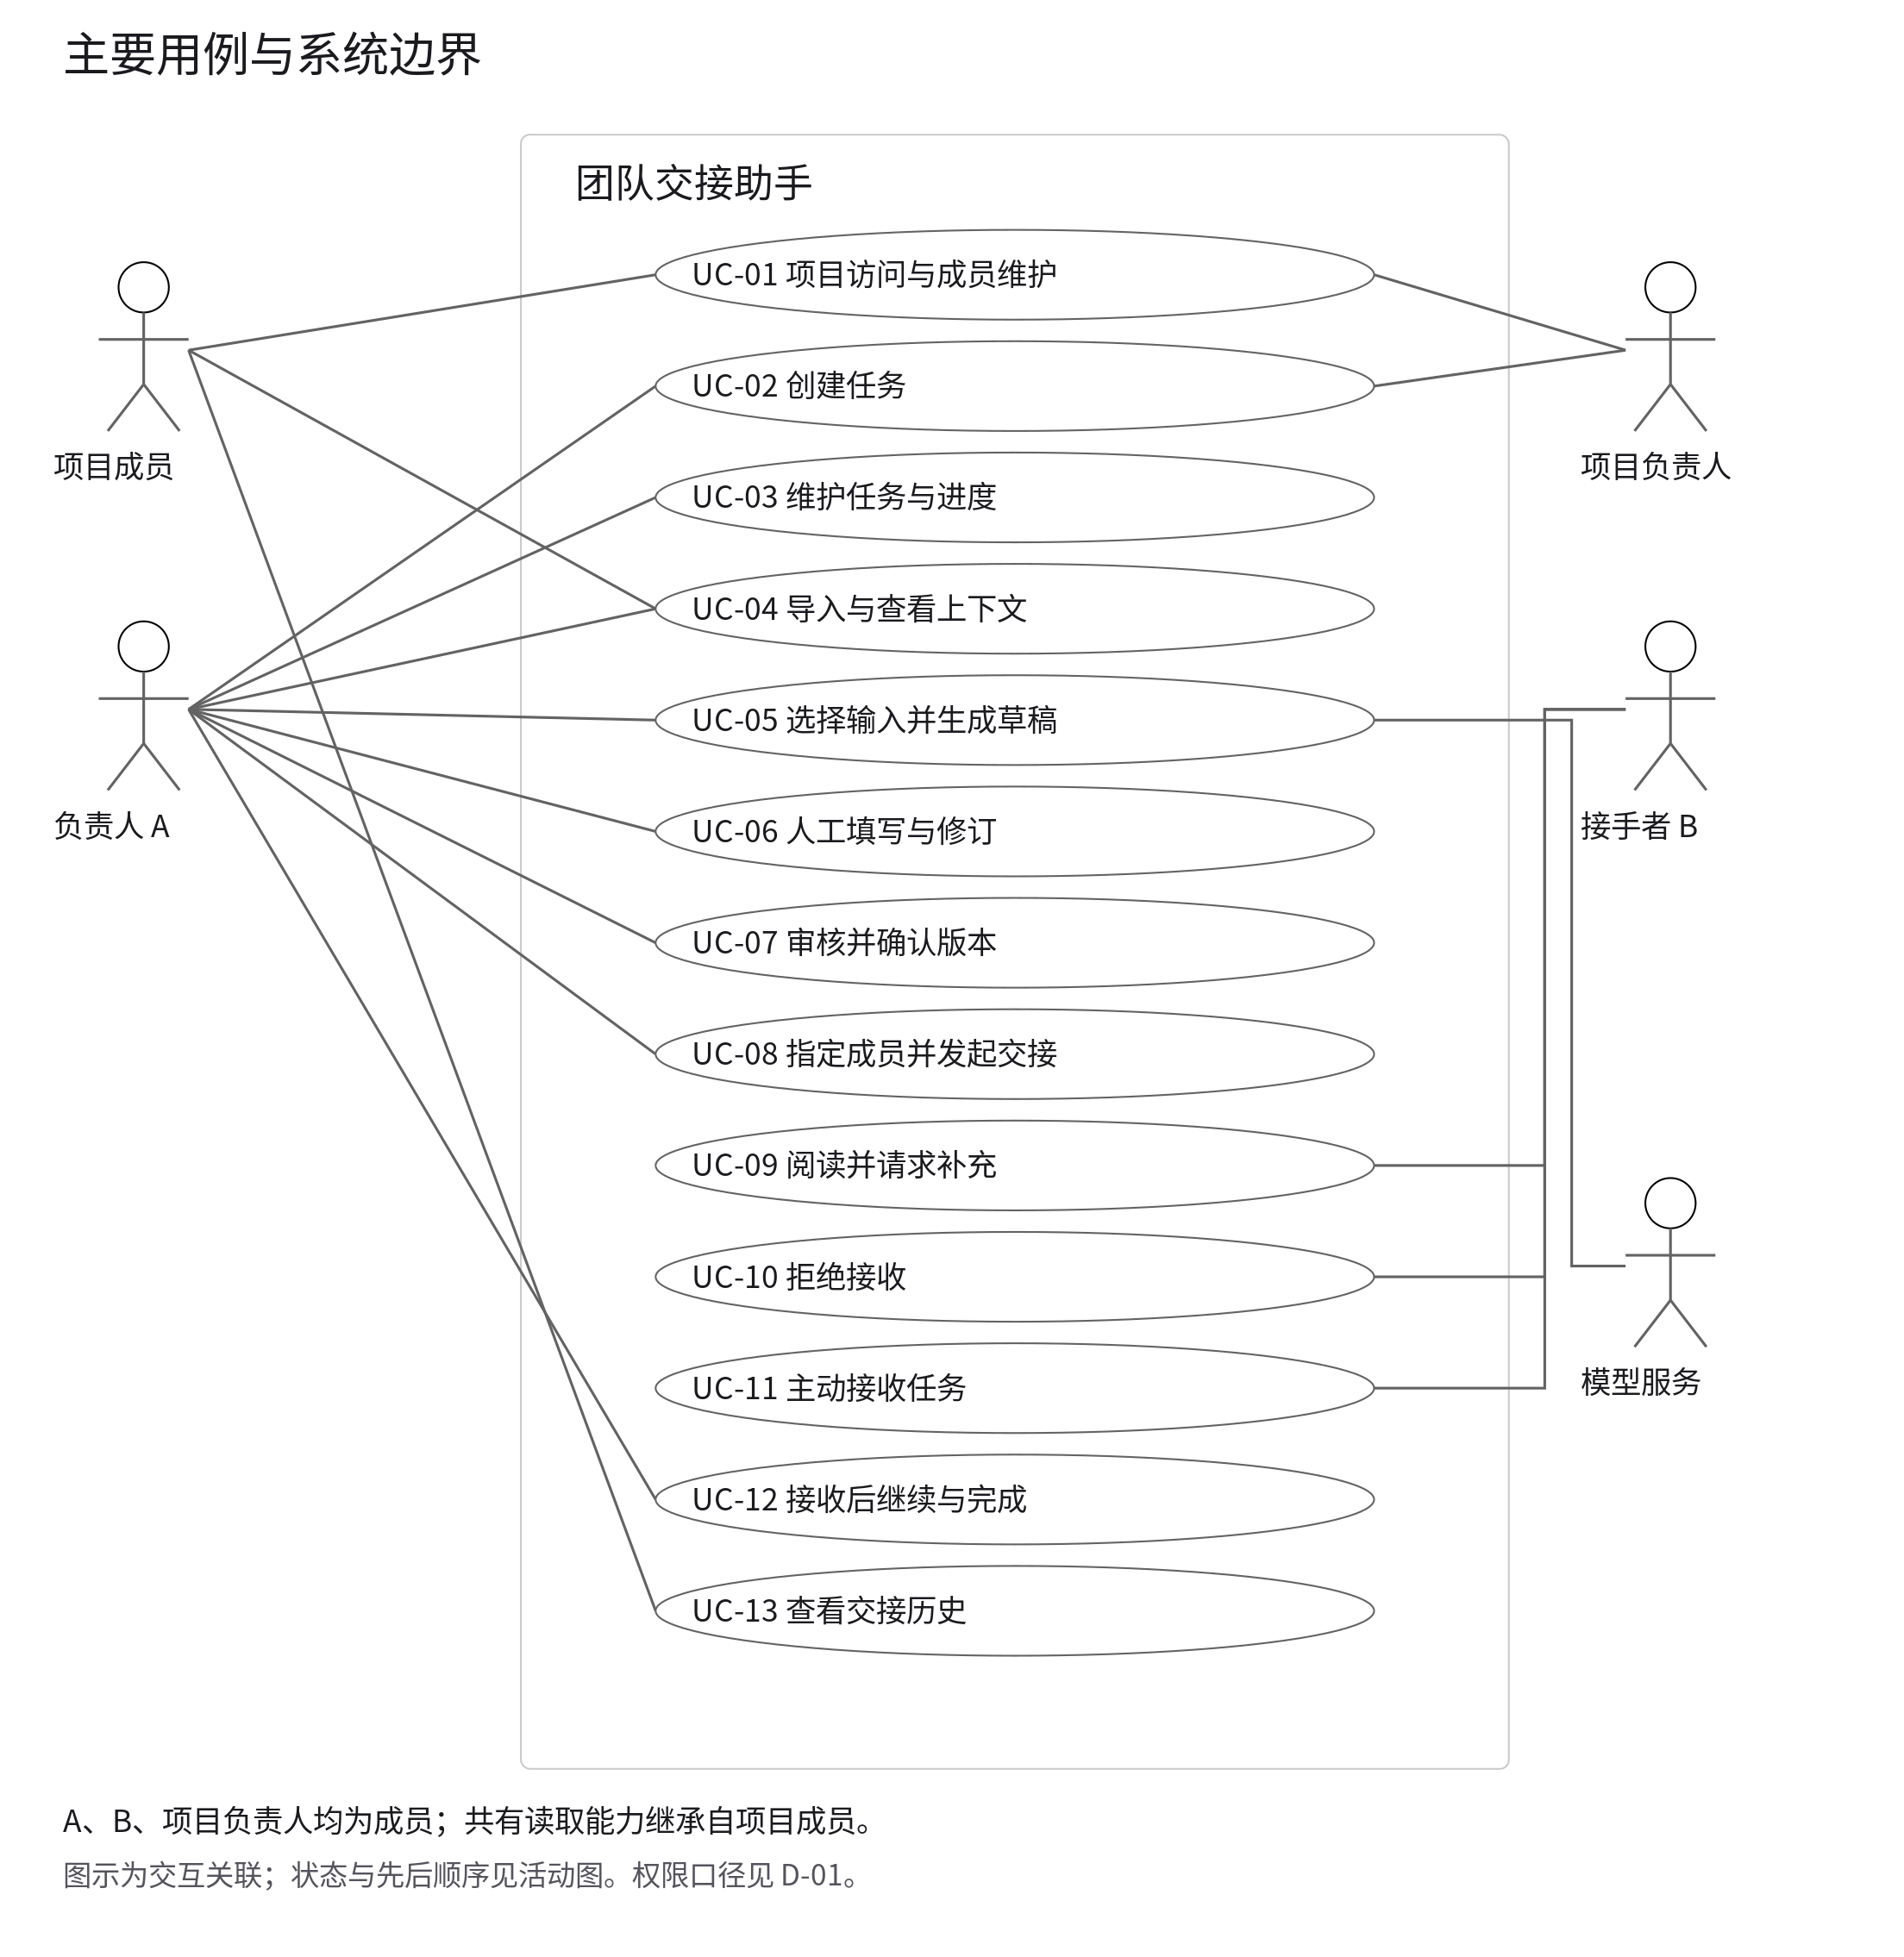 主要用例与系统边界
团队交接助手
UC-01 项目访问与成员维护
UC-02 创建任务
项目成员
项目负责人
UC-03 维护任务与进度
UC-04 导入与查看上下文
UC-05 选择输入并生成草稿
负责人 A
UC-06 人工填写与修订
接手者 B
UC-07 审核并确认版本
UC-08 指定成员并发起交接
UC-09 阅读并请求补充
UC-10 拒绝接收
UC-11 主动接收任务
模型服务
UC-12 接收后继续与完成
UC-13 查看交接历史
A、B、项目负责人均为成员；共有读取能力继承自项目成员。
图示为交互关联；状态与先后顺序见活动图。权限口径见 D-01。